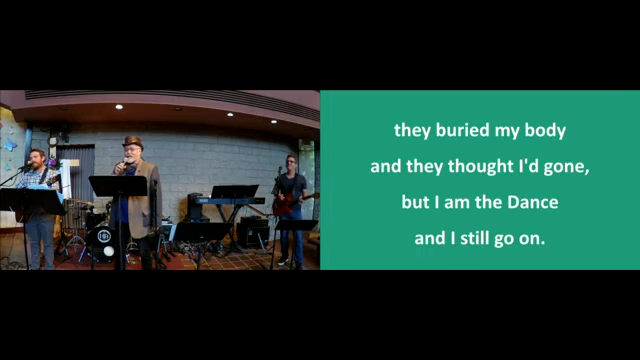 they buried my body
and they thought I'd gone,
but I am the Dance
and I still go on.